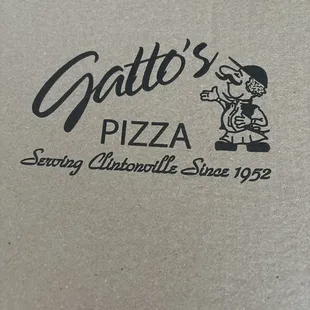 Gatto's
PIZZA
Serving Clintonville Since 1952